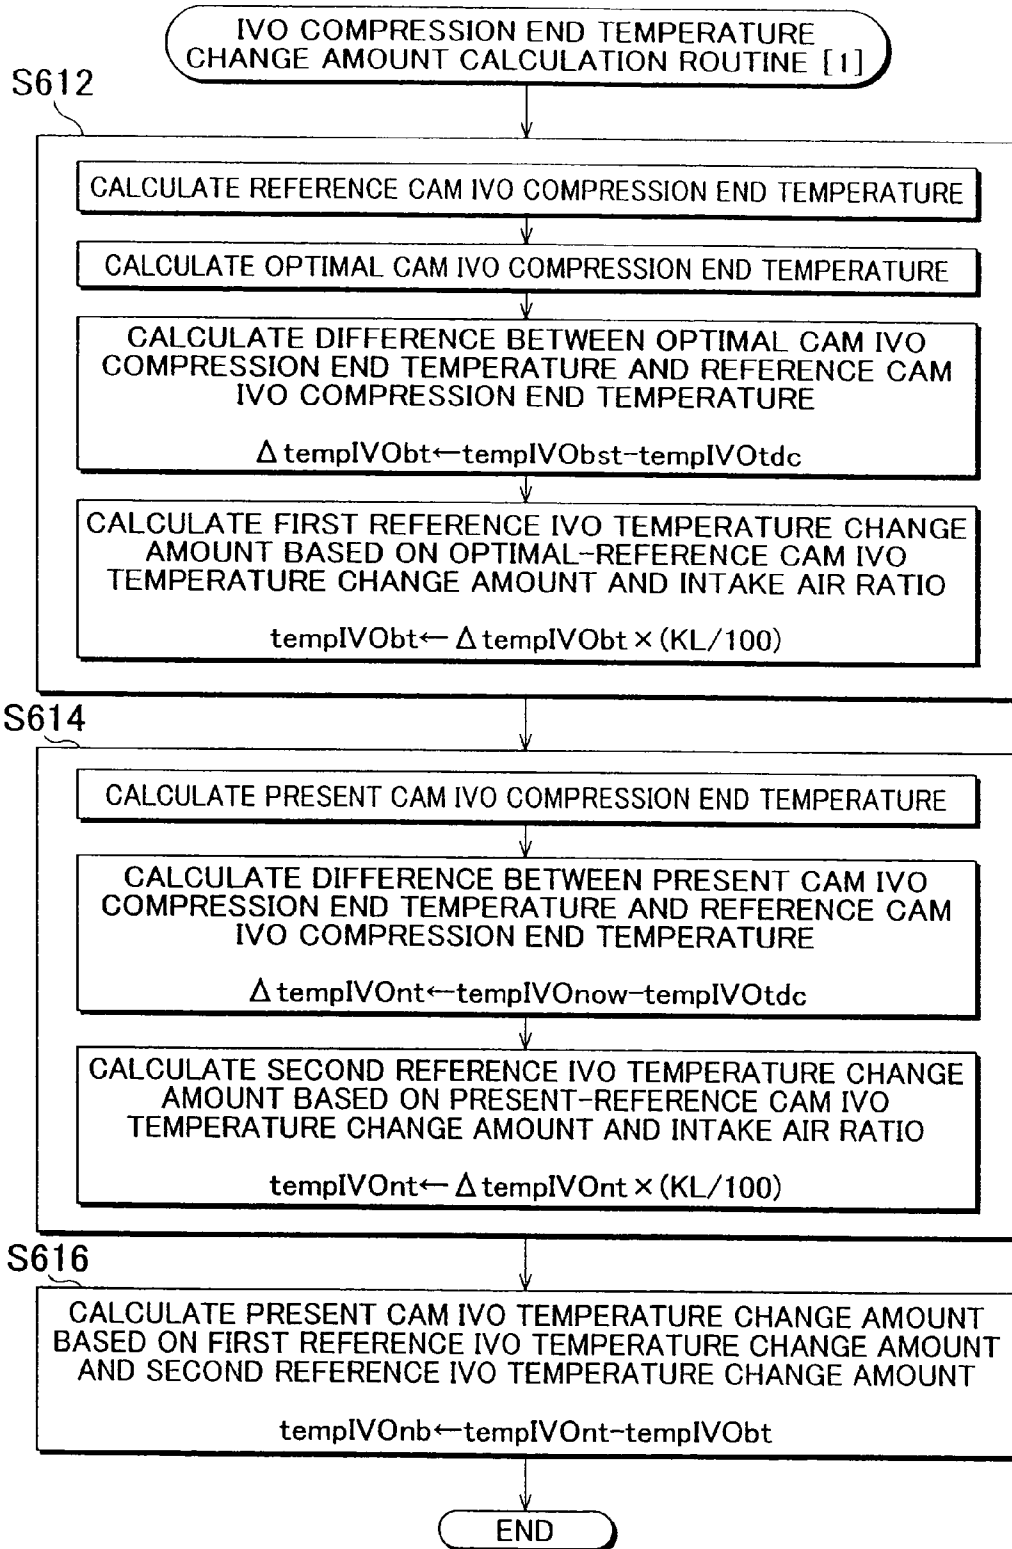 IVO COMPRESSION END TEMPERATURE
CHANGE AMOUNT CALCULATION ROUTINE [1]
S612
CALCULATE REFERENCE CAM IVO COMPRESSION END TEMPERATURE
CALCULATE OPTIMAL CAM IVO COMPRESSION END TEMPERATURE
CALCULATE DIFFERENCE BETWEEN OPTIMAL CAM IVO
COMPRESSION END TEMPERATURE AND REFERENCE CAM
IVO COMPRESSION END TEMPERATURE
Δ tempIVObt←tempIVObst-tempIVOtdc
CALCULATE FIRST REFERENCE IVO TEMPERATURE CHANGE
AMOUNT BASED ON OPTIMAL-REFERENCE CAM IVO
TEMPERATURE CHANGE AMOUNT AND INTAKE AIR RATIO
tempIVObt← Δ tempIVObt × (KL/100)
S614
CALCULATE PRESENT CAM IVO COMPRESSION END TEMPERATURE
CALCULATE DIFFERENCE BETWEEN PRESENT CAM IVO
COMPRESSION END TEMPERATURE AND REFERENCE CAM
IVO COMPRESSION END TEMPERATURE
Δ tempIVOnt←tempIVOnow-tempIVOtdc
CALCULATE SECOND REFERENCE IVO TEMPERATURE CHANGE
AMOUNT BASED ON PRESENT-REFERENCE CAM IVO
TEMPERATURE CHANGE AMOUNT AND INTAKE AIR RATIO
tempIVOnt← Δ tempIVOnt × (KL/100)
S616
CALCULATE PRESENT CAM IVO TEMPERATURE CHANGE AMOUNT
BASED ON FIRST REFERENCE IVO TEMPERATURE CHANGE AMOUNT
AND SECOND REFERENCE IVO TEMPERATURE CHANGE AMOUNT
tempIVOnb←tempIVOnt-tempIVObt
END